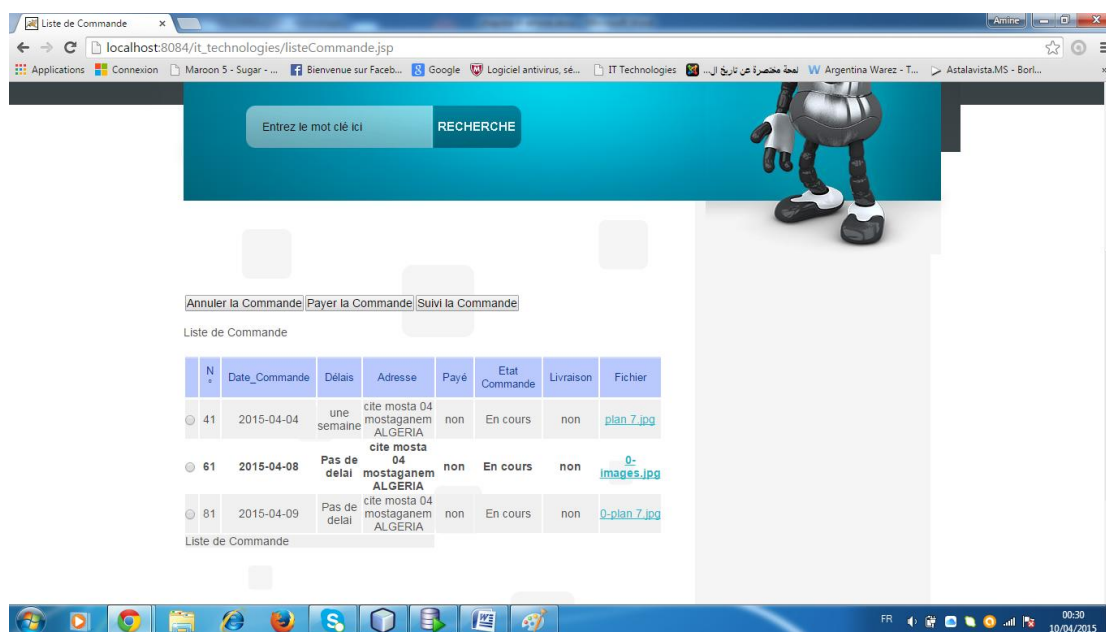 Liste de Commande
Amine
localhost:8084/it_technologies/listeCommande.jsp
Applications Connexion Maroon 5 - Sugar - ... Bienvenue sur Faceb... Google Logiciel antivirus, sé... IT Technologies لمحة مختصرة عن تاريخ ال... Argentina Warez - T... Astalavista.MS - Borl...
Entrez le mot clé ici RECHERCHE
Annuler la Commande Payer la Commande Suivi la Commande
Liste de Commande
N° Date_Commande Délais Adresse Payé Etat Commande Livraison Fichier
41 2015-04-04 une semaine cite mosta 04 mostaganem ALGERIA non En cours non plan 7.jpg
61 2015-04-08 Pas de delai cite mosta 04 mostaganem ALGERIA non En cours non 0-images.jpg
81 2015-04-09 Pas de delai cite mosta 04 mostaganem ALGERIA non En cours non 0-plan 7.jpg
Liste de Commande
FR 00:30
10/04/2015